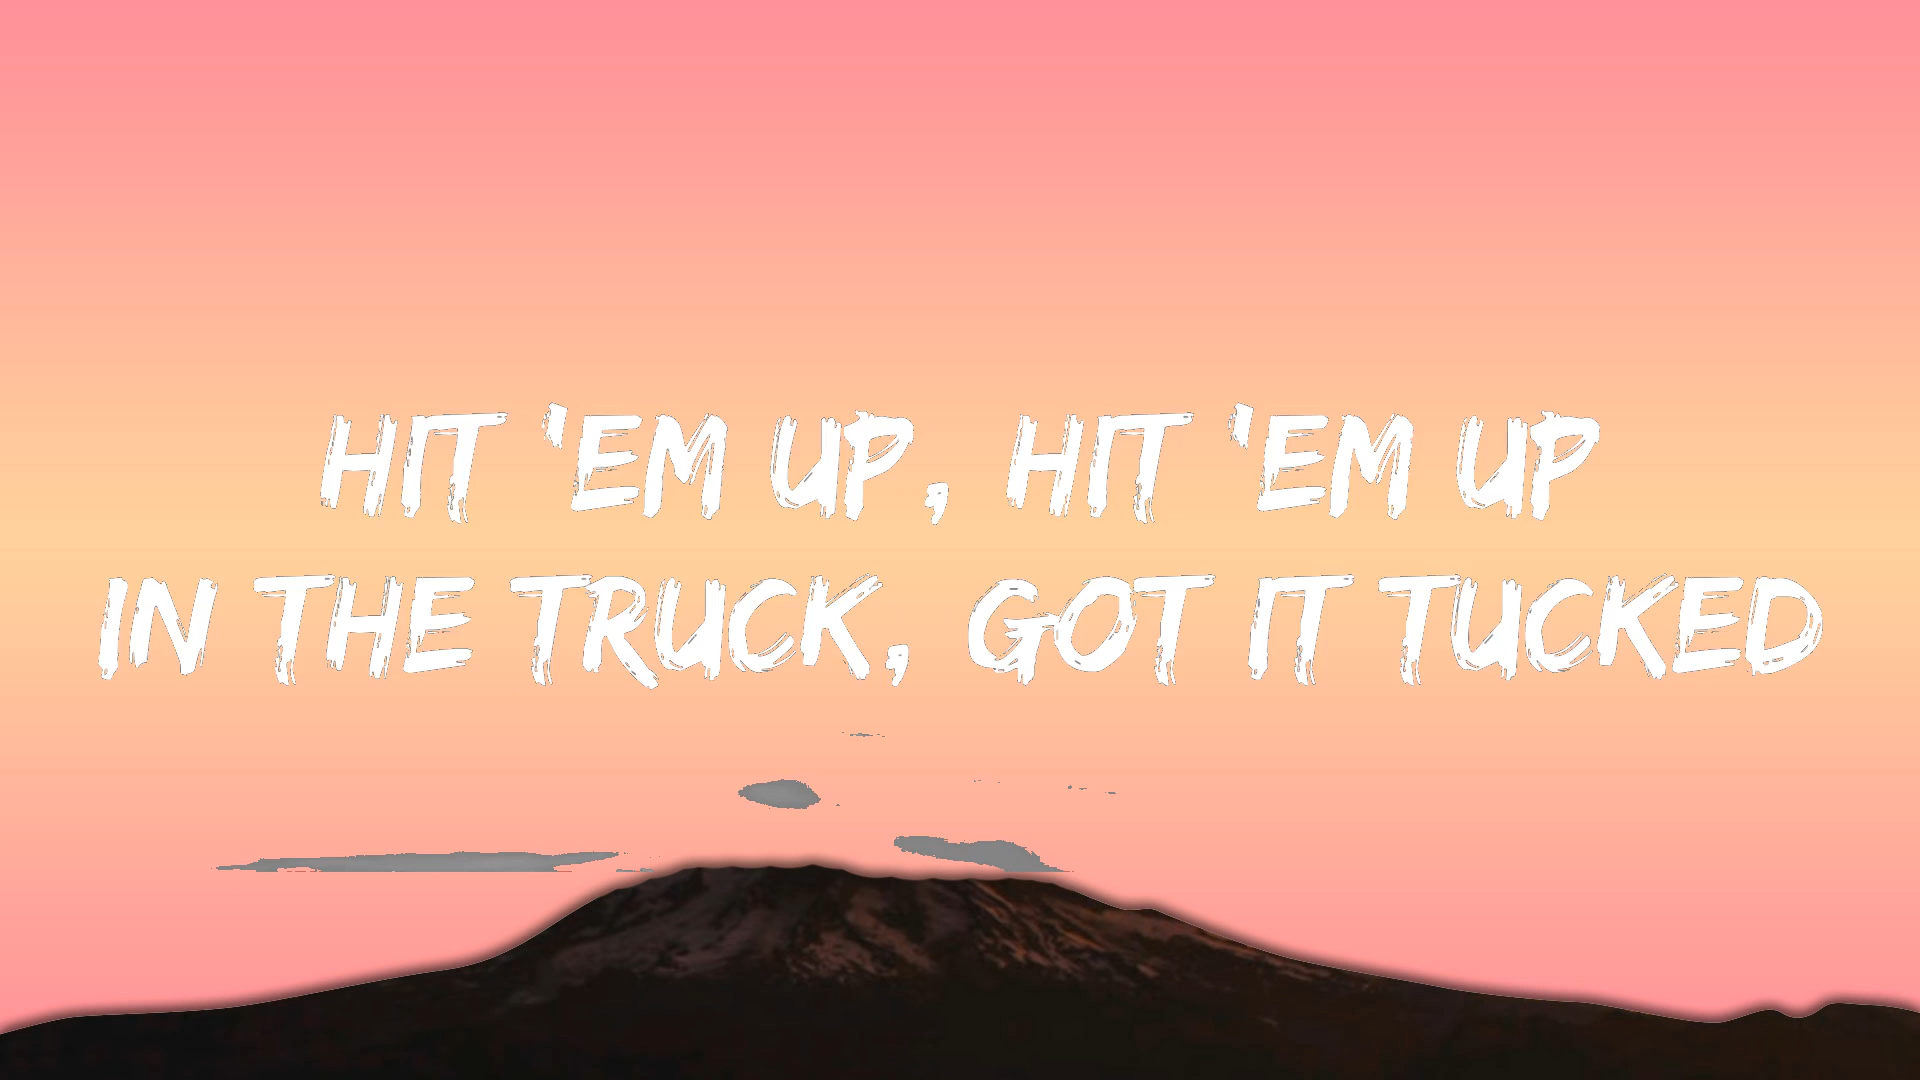 HIT 'EM UP, HIT 'EM UP
IN THE TRUCK, GOT IT TUCKED